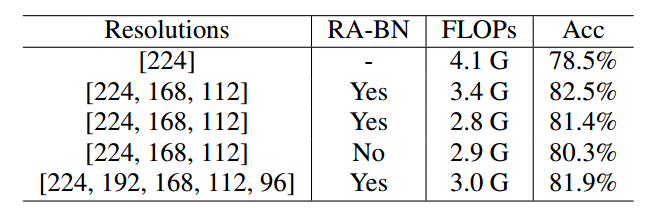 Resolutions RA-BN FLOPs Acc
[224] - 4.1 G 78.5%
[224, 168, 112] Yes 3.4 G 82.5%
[224, 168, 112] Yes 2.8 G 81.4%
[224, 168, 112] No 2.9 G 80.3%
[224, 192, 168, 112, 96] Yes 3.0 G 81.9%